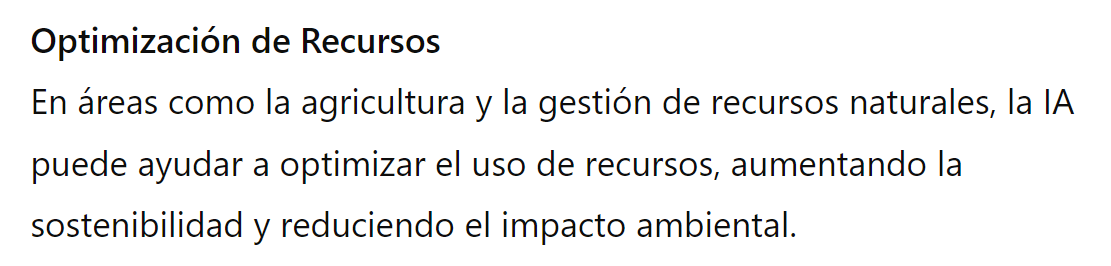 Optimización de Recursos
En áreas como la agricultura y la gestión de recursos naturales, la IA
puede ayudar a optimizar el uso de recursos, aumentando la
sostenibilidad y reduciendo el impacto ambiental.